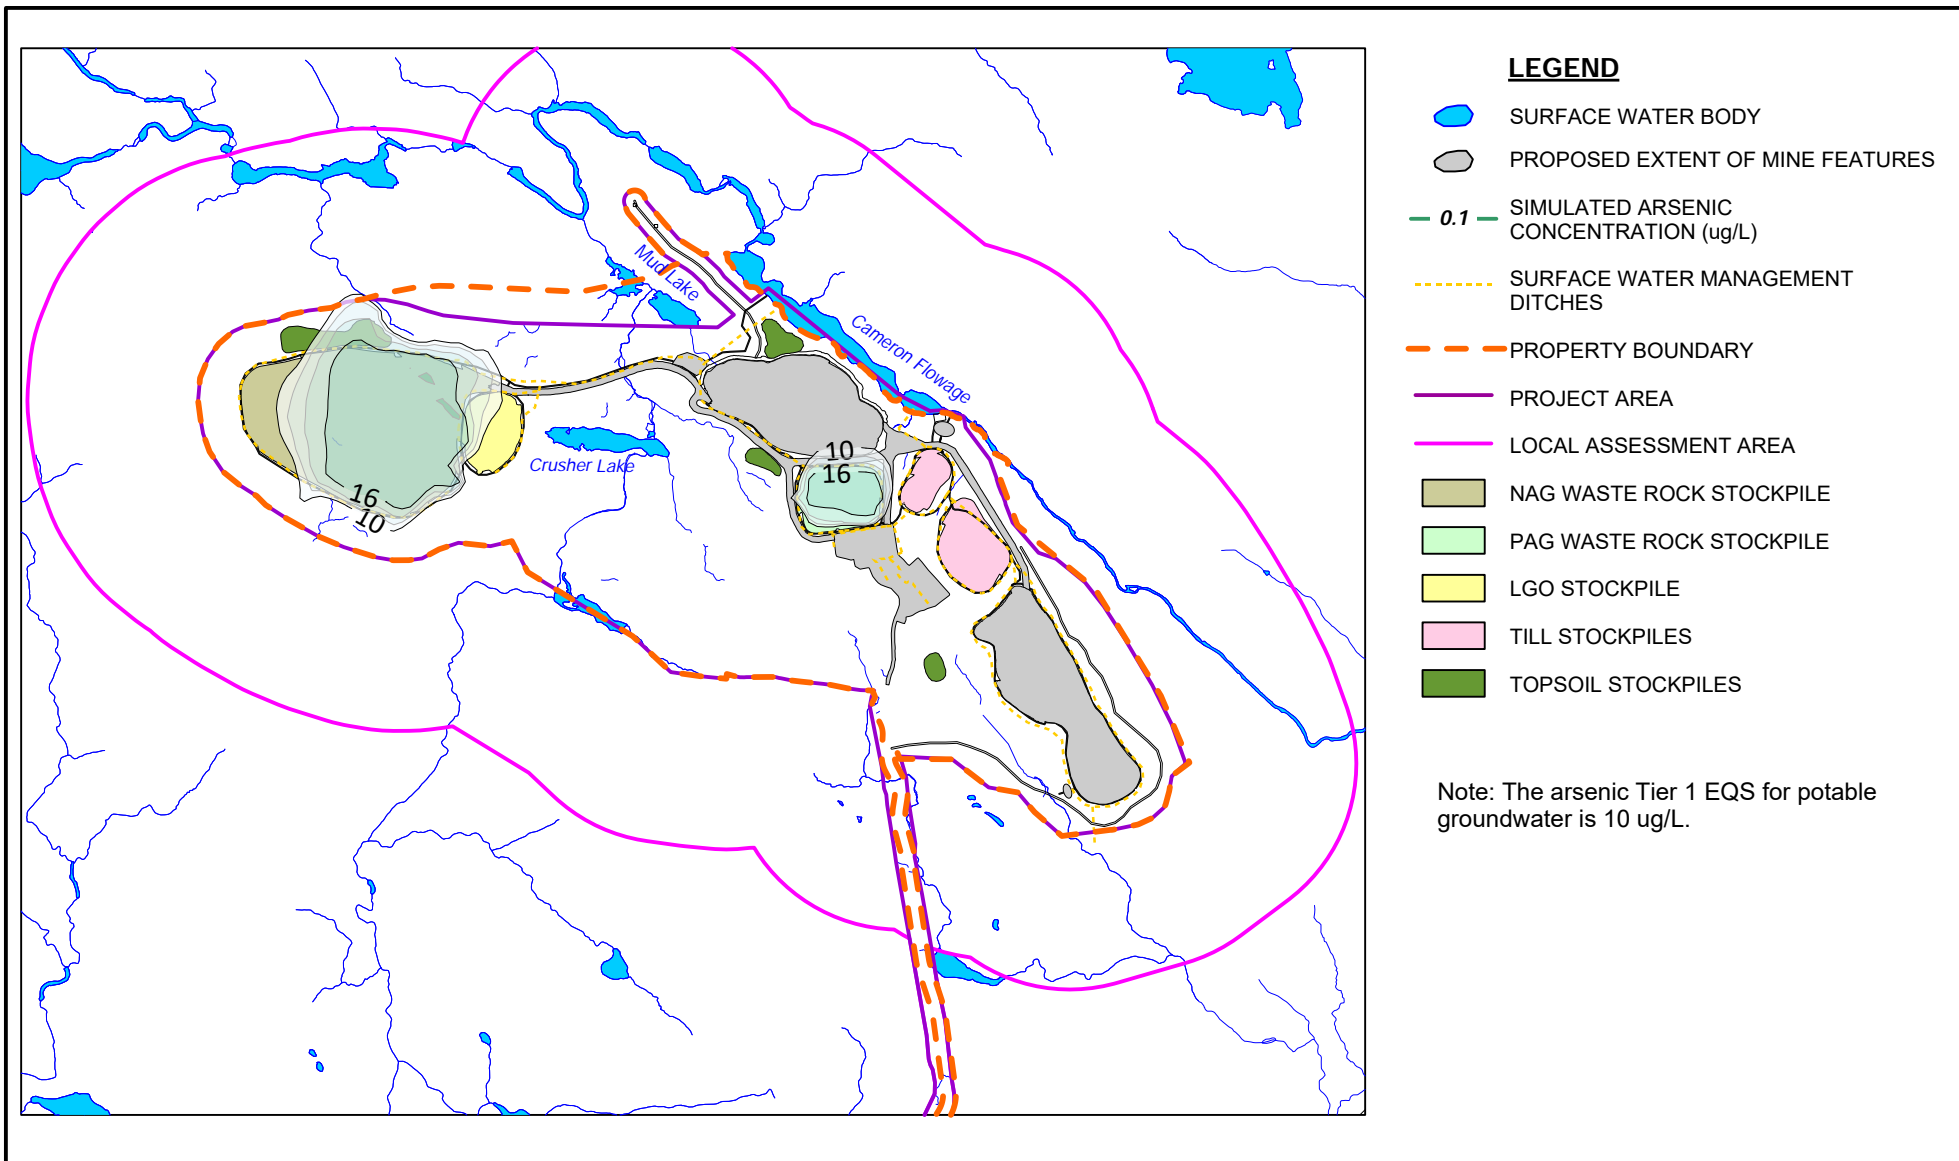 LEGEND
SURFACE WATER BODY
PROPOSED EXTENT OF MINE FEATURES
0.1
SIMULATED ARSENIC
CONCENTRATION (ug/L)
SURFACE WATER MANAGEMENT
DITCHES
PROPERTY BOUNDARY
PROJECT AREA
LOCAL ASSESSMENT AREA
NAG WASTE ROCK STOCKPILE
PAG WASTE ROCK STOCKPILE
LGO STOCKPILE
TILL STOCKPILES
TOPSOIL STOCKPILES
Note: The arsenic Tier 1 EQS for potable
groundwater is 10 ug/L.
Mud Lake
Cameron Flowage
Crusher Lake
10
16
16
10